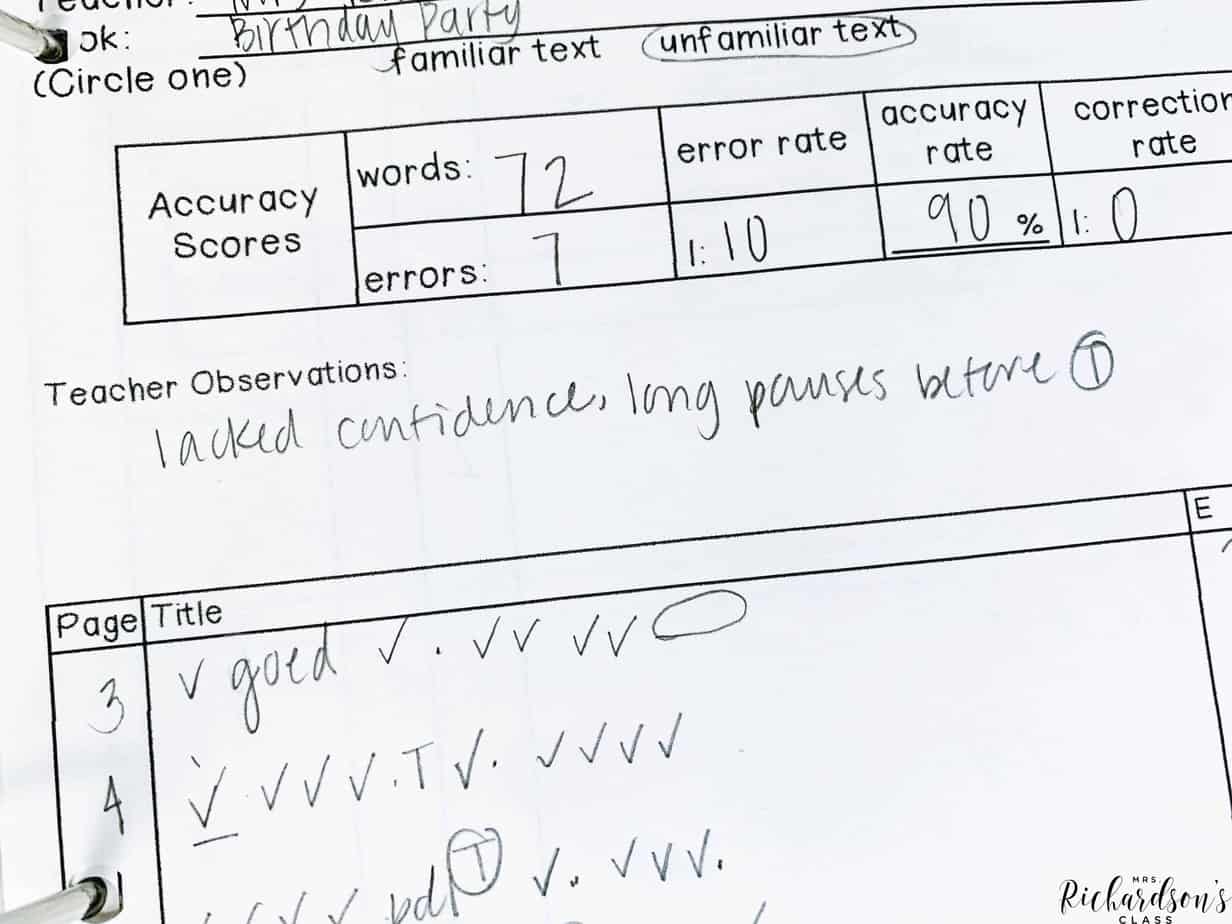 ok: Birthday Party
(Circle one) familiar text unfamiliar text
Accuracy Scores
words: 72
errors: 7
error rate
1: 10
accuracy rate
90 %
correction rate
1: 0
Teacher Observations:
lacked confidence, long pauses before Ⓣ
Page Title E
3 ✓ goed ✓ . ✓ ✓ ✓ ✓
4 ✓ ✓ ✓ ✓ . T ✓ . ✓ ✓ ✓ ✓
Ⓣ ✓ . ✓ ✓ ✓ .
MRS.
Richardson's
CLASS